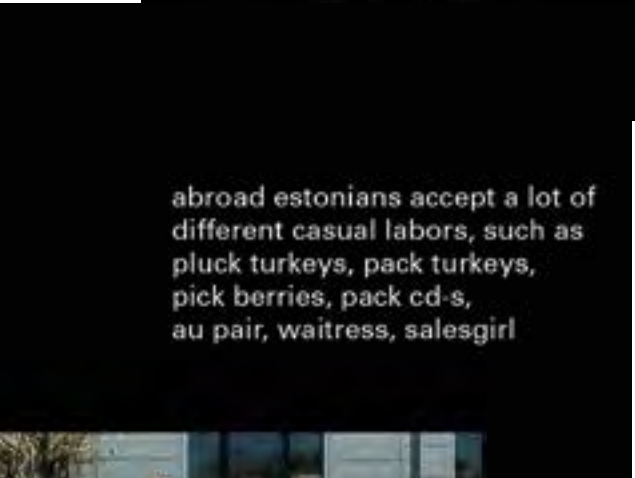 abroad estonians accept a lot of
different casual labors, such as
pluck turkeys, pack turkeys,
pick berries, pack cd-s,
au pair, waitress, salesgirl